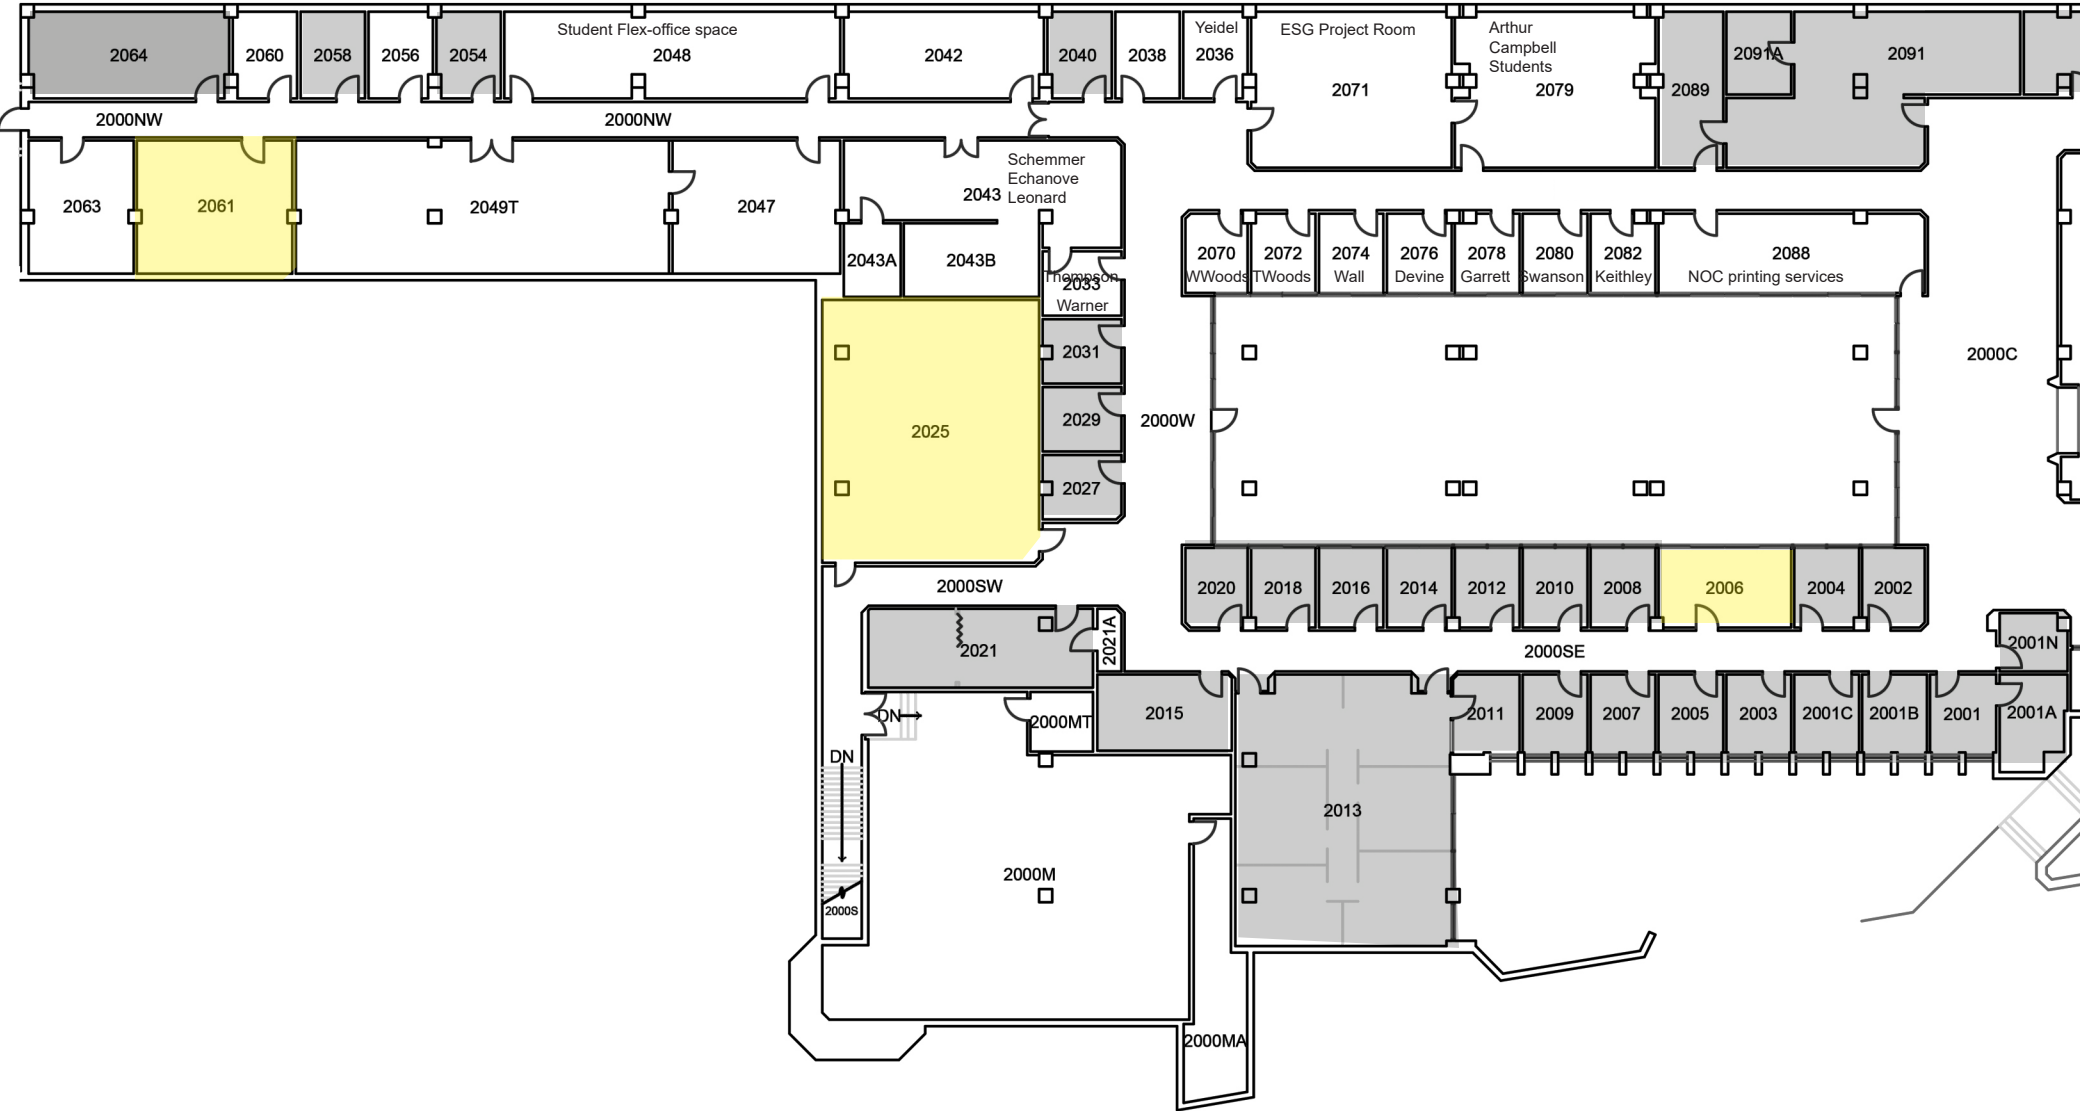 Student Flex-office space
Yeidel
ESG Project Room
Arthur
Campbell
Students
2064
2060
2058
2056
2054
2048
2042
2040
2038
2036
2071
2079
2089
2091A
2091
2000NW
2000NW
2063
2061
2049T
2047
2043
Schemmer
Echanove
Leonard
2043A
2043B
Thompson
2033
Warner
2070
WWoods
2072
TWoods
2074
Wall
2076
Devine
2078
Garrett
2080
Swanson
2082
Keithley
2088
NOC printing services
2031
2029
2027
2025
2000W
2000C
2000SW
2020
2018
2016
2014
2012
2010
2008
2006
2004
2002
2021
2021A
2000SE
2001N
DN
2000MT
2015
2011
2009
2007
2005
2003
2001C
2001B
2001
2001A
DN
2013
2000M
2000S
2000MA